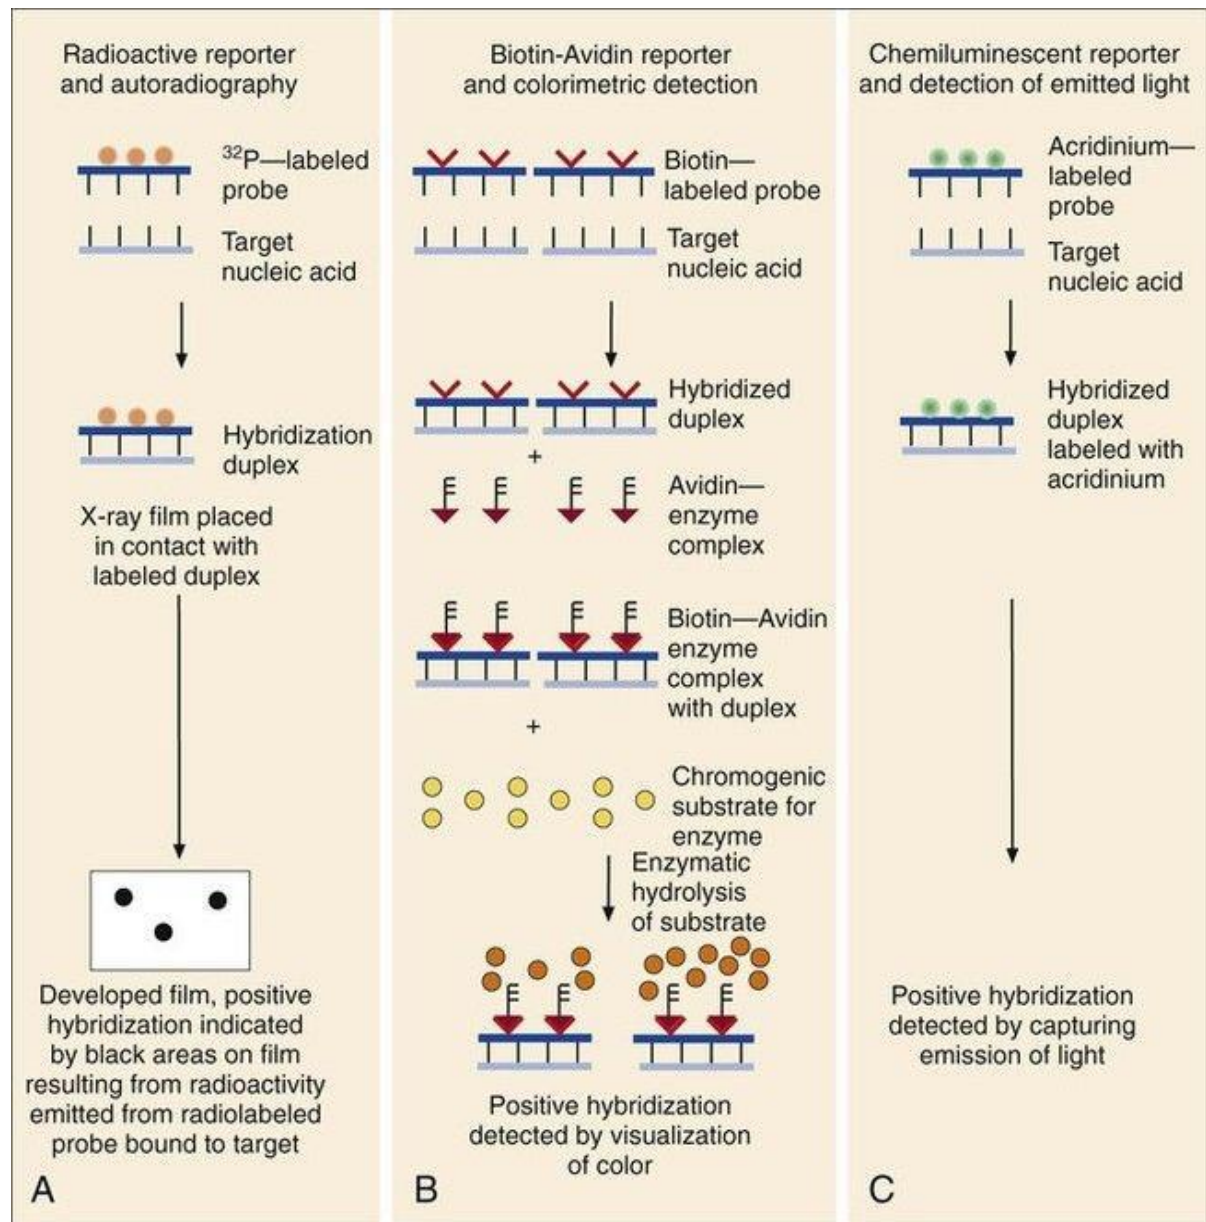 Radioactive reporter
and autoradiography
32P—labeled
probe
Target
nucleic acid
Hybridization
duplex
X-ray film placed
in contact with
labeled duplex
Developed film, positive
hybridization indicated
by black areas on film
resulting from radioactivity
emitted from radiolabeled
probe bound to target
A
Biotin-Avidin reporter
and colorimetric detection
Biotin—
labeled probe
Target
nucleic acid
Hybridized
duplex
+
Avidin—
enzyme
complex
Biotin—Avidin
enzyme
complex
with duplex
+
Chromogenic
substrate for
enzyme
Enzymatic
hydrolysis
of substrate
Positive hybridization
detected by visualization
of color
B
Chemiluminescent reporter
and detection of emitted light
Acridinium—
labeled
probe
Target
nucleic acid
Hybridized
duplex
labeled with
acridinium
Positive hybridization
detected by capturing
emission of light
C